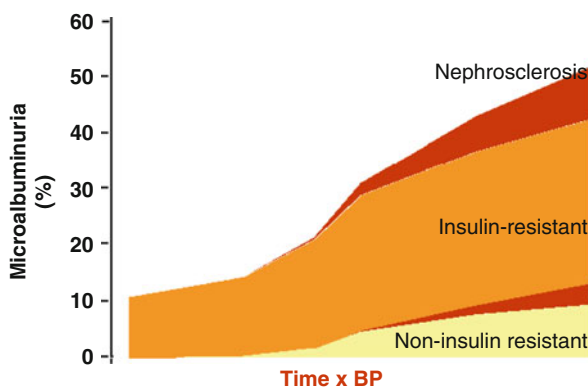 60
50
40
30
20
10
0
Microalbuminuria
(%)
Nephrosclerosis
Insulin-resistant
Non-insulin resistant
Time x BP